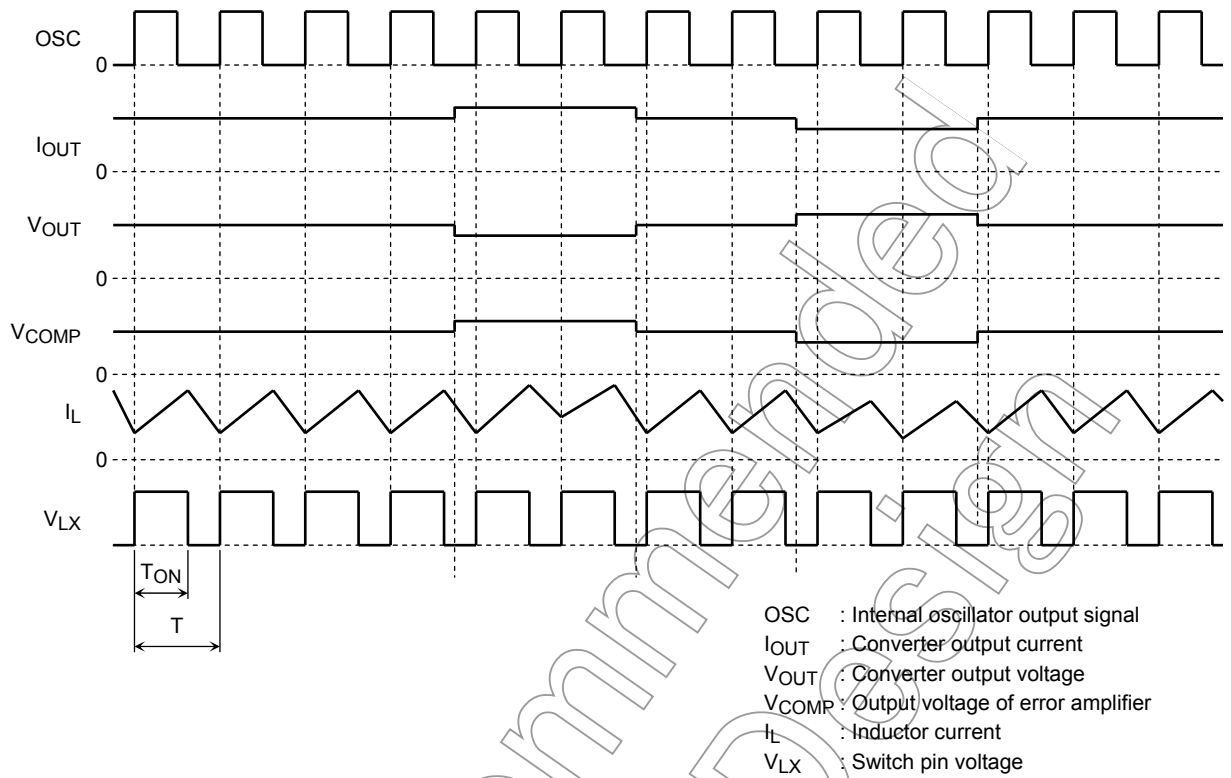 OSC
0
IOUT
0
VOUT
0
VCOMP
0
IL
0
VLX
TON
T
OSC : Internal oscillator output signal
IOUT : Converter output current
VOUT : Converter output voltage
VCOMP : Output voltage of error amplifier
IL : Inductor current
VLX : Switch pin voltage
ommended
Design